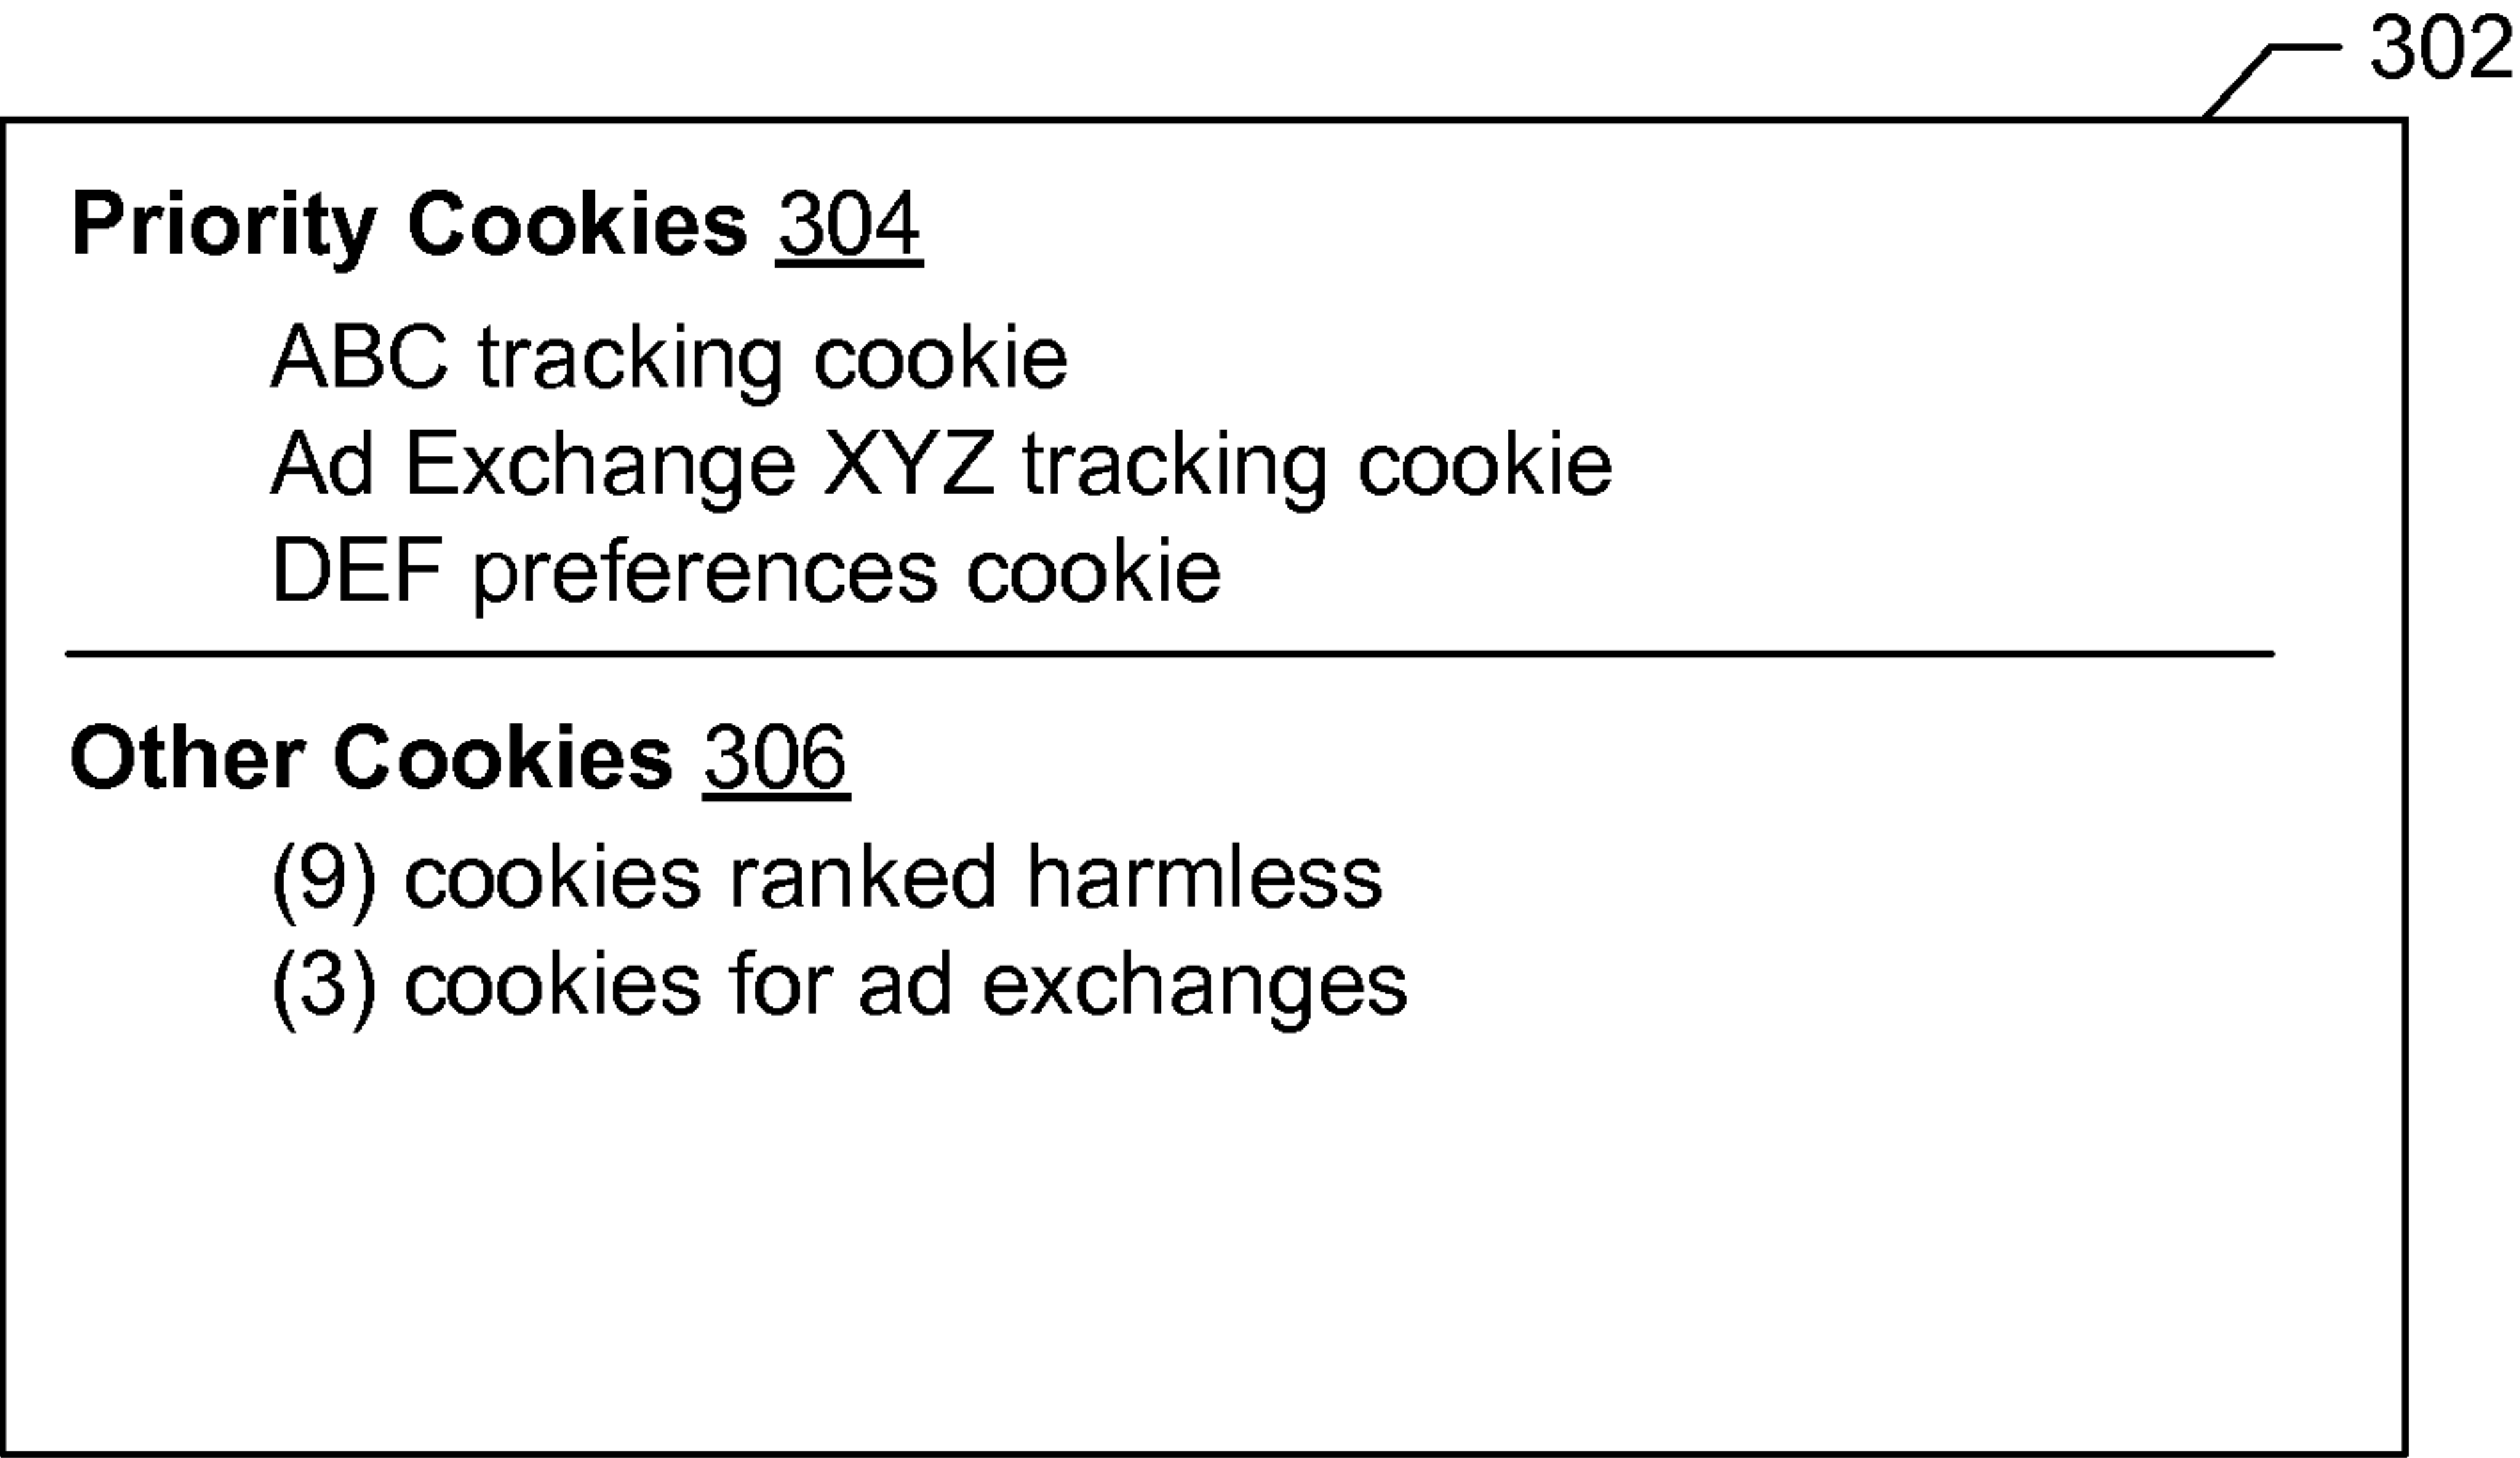 302
Priority Cookies 304
ABC tracking cookie
Ad Exchange XYZ tracking cookie
DEF preferences cookie
Other Cookies 306
(9) cookies ranked harmless
(3) cookies for ad exchanges